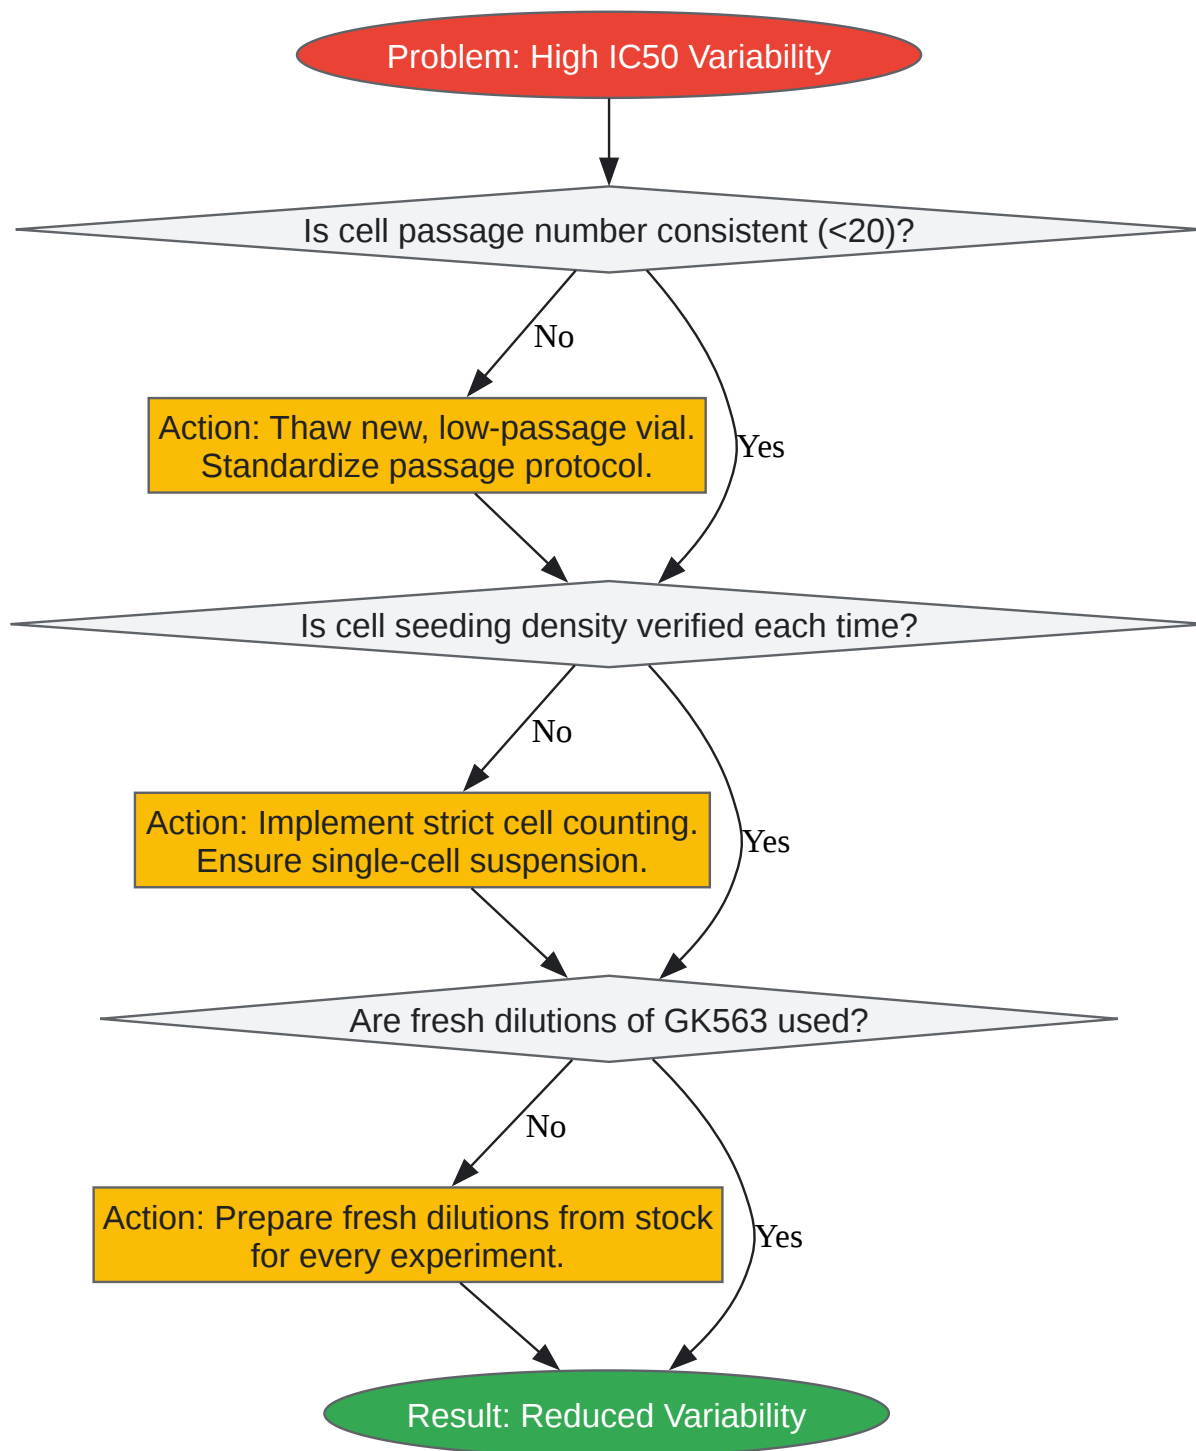 Problem: High IC50 Variability
Is cell passage number consistent (<20)?
No
Action: Thaw new, low-passage vial.
Standardize passage protocol.
Yes
Is cell seeding density verified each time?
No
Action: Implement strict cell counting.
Ensure single-cell suspension.
Yes
Are fresh dilutions of GK563 used?
No
Action: Prepare fresh dilutions from stock
for every experiment.
Yes
Result: Reduced Variability